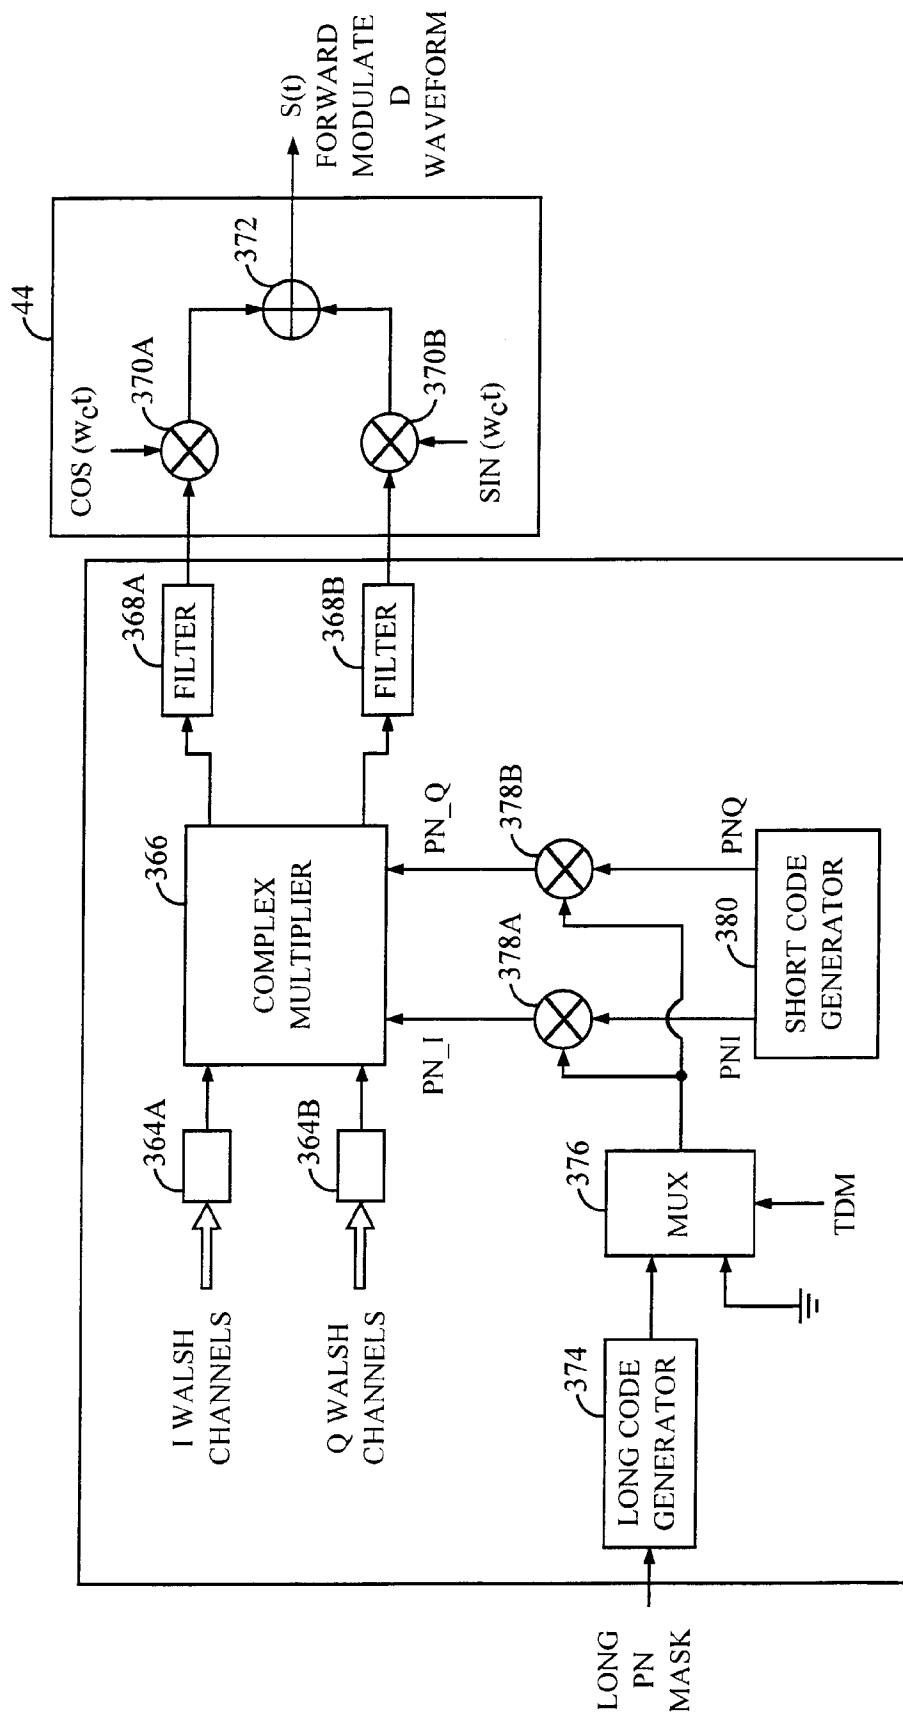 I WALSH
CHANNELS
364A
Q WALSH
CHANNELS
364B
COMPLEX
MULTIPLIER
366
FILTER
368A
FILTER
368B
44
COS (wct)
370A
372
370B
SIN (wct)
S(t)
FORWARD
MODULATE
D
WAVEFORM
PN_I
PN_Q
378A
378B
LONG
PN
MASK
LONG CODE
GENERATOR
374
MUX
376
TDM
PNI
PNQ
SHORT CODE
GENERATOR
380